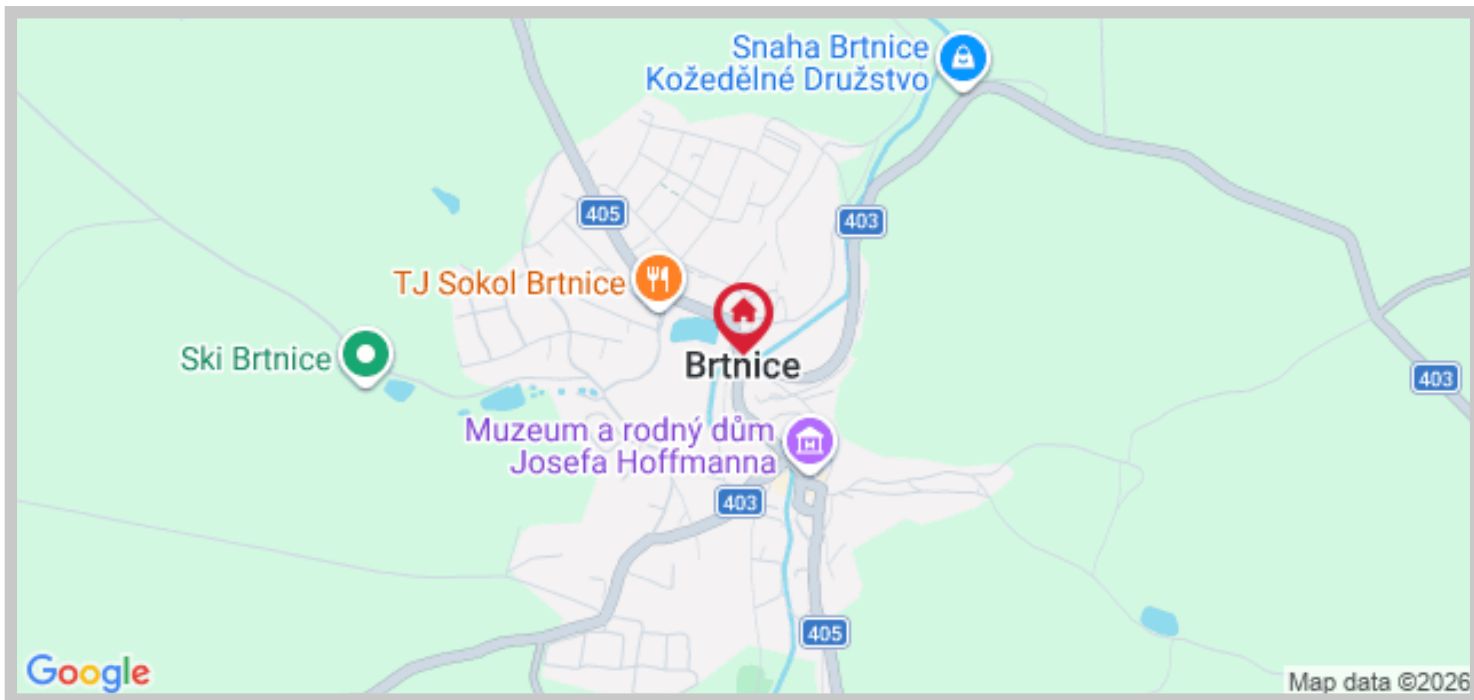 Snaha Brtnice
Kožedělné Družstvo
405
403
TJ Sokol Brtnice
Ski Brtnice
Brtnice
403
Muzeum a rodný dům
Josefa Hoffmanna
403
405
Google
Map data ©2026